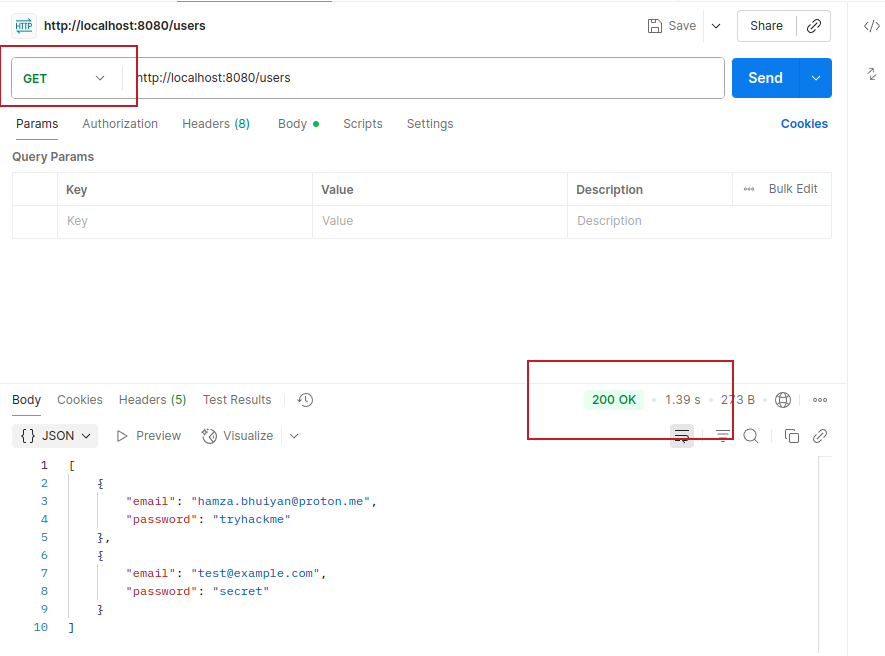 HTTP http://localhost:8080/users Save Share
GET http://localhost:8080/users Send
Params Authorization Headers (8) Body Scripts Settings Cookies
Query Params
Key Value Description Bulk Edit
Key Value Description
Body Cookies Headers (5) Test Results 200 OK 1.39 s 273 B
{} JSON Preview Visualize
1 [
2 {
3 "email": "hamza.bhuiyan@proton.me",
4 "password": "tryhackme"
5 },
6 {
7 "email": "test@example.com",
8 "password": "secret"
9 }
10 ]